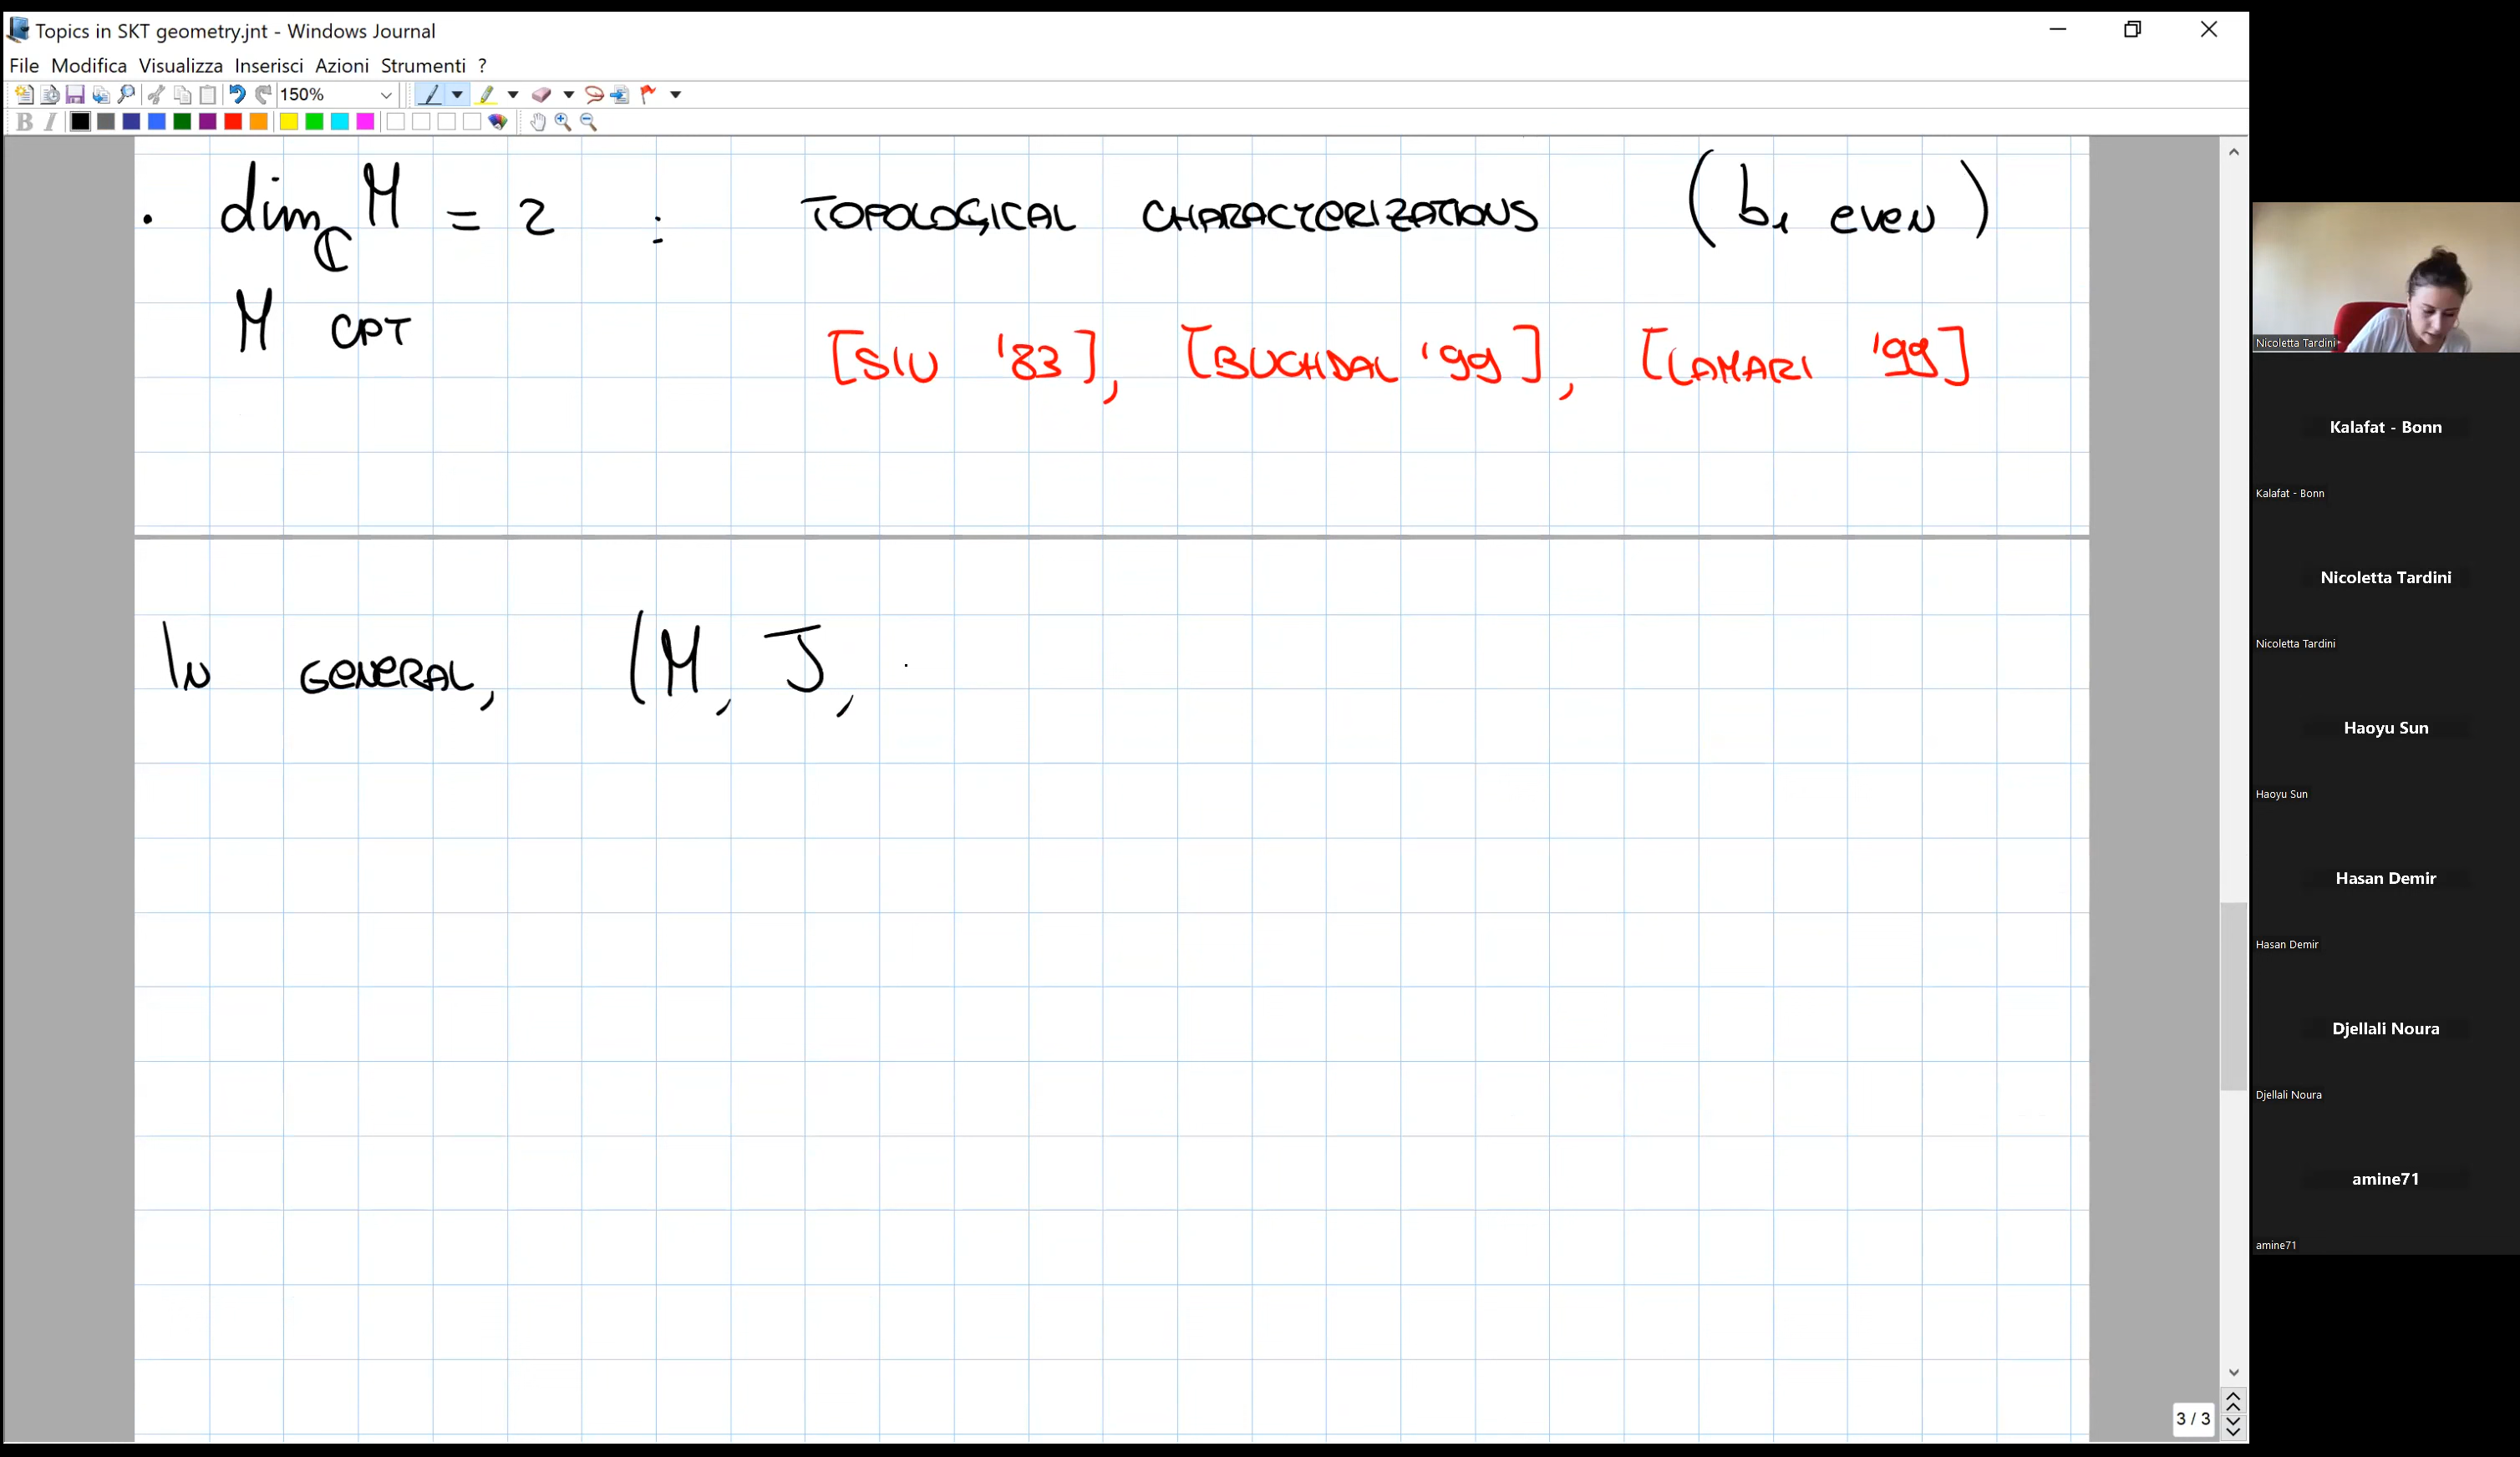 Topics in SKT geometry.jnt - Windows Journal
File Modifica Visualizza Inserisci Azioni Strumenti ?
150%
B I
• dim_ℂ M = 2 : TOPOLOGICAL CHARACTERIZATIONS (b₁ even)
M CPT
[SIU '83], [BUCHDAL '99], [LAMARI '99]
In GENERAL, (M, J,
3 / 3
Nicoletta Tardini
Kalafat - Bonn
Kalafat - Bonn
Nicoletta Tardini
Nicoletta Tardini
Haoyu Sun
Haoyu Sun
Hasan Demir
Hasan Demir
Djellali Noura
Djellali Noura
amine71
amine71